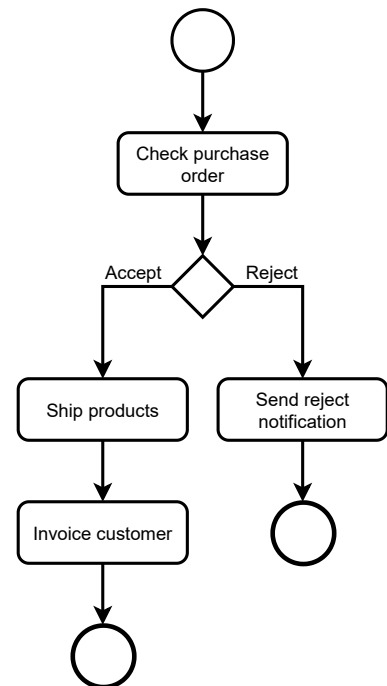 Check purchase
order
Accept
Reject
Ship products
Send reject
notification
Invoice customer